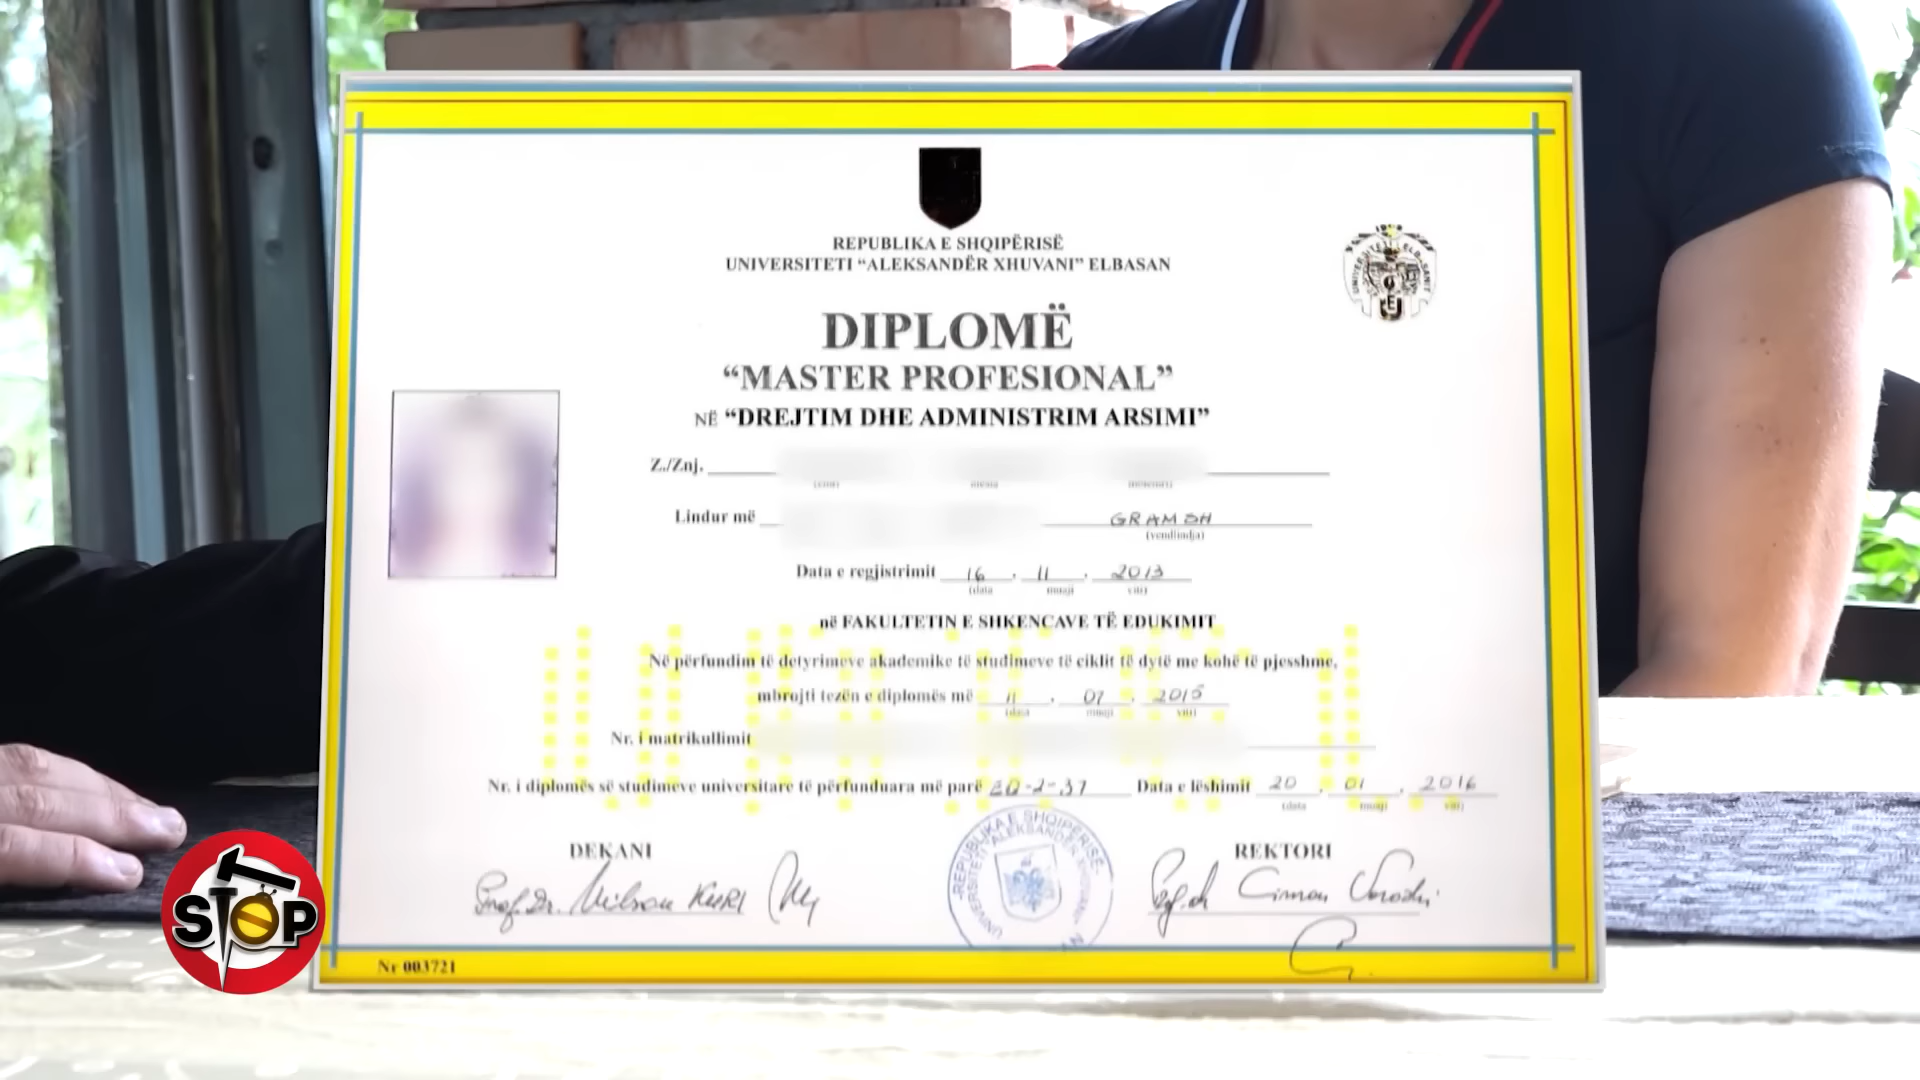 REPUBLIKA E SHQIPËRISË
UNIVERSITETI “ALEKSANDËR XHUVANI” ELBASAN
DIPLOMË
“MASTER PROFESIONAL”
NË “DREJTIM DHE ADMINISTRIM ARSIMI”
Z./Znj.
Lindur më GRAMSH
(vendlindja)
Data e regjistrimit 16 . 11 . 2013
(data muaji viti)
në FAKULTETIN E SHKENCAVE TË EDUKIMIT
Në përfundim të detyrimeve akademike të studimeve të ciklit të dytë me kohë të pjesshme,
mbrojti tezën e diplomës më 11 . 07 . 2015
(data muaji viti)
Nr. i matrikullimit
Nr. i diplomës së studimeve universitare të përfunduara më parë Data e lëshimit 20 . 01 . 2016
(data muaji viti)
DEKANI REKTORI
Prof. Dr.
REPUBLIKA E SHQIPËRISË
Nr 003721
STOP